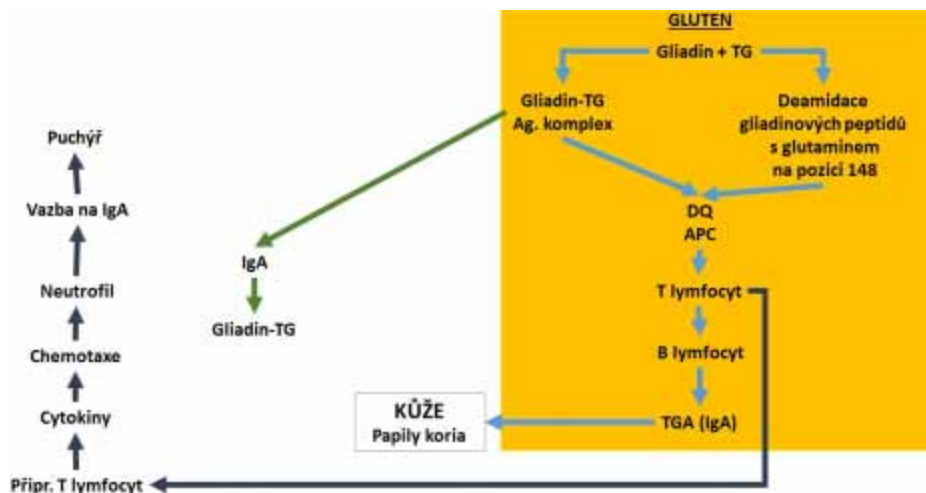 GLUTEN
Gliadin + TG
Gliadin-TG
Ag. komplex
Deamidace
gliadinových peptidů
s glutaminem
na pozici 148
DQ
APC
T lymfocyt
B lymfocyt
TGA (IgA)
KŮŽE
Papily koria
IgA
Gliadin-TG
Puchýř
Vazba na IgA
Neutrofil
Chemotaxe
Cytokiny
Přípr. T lymfocyt